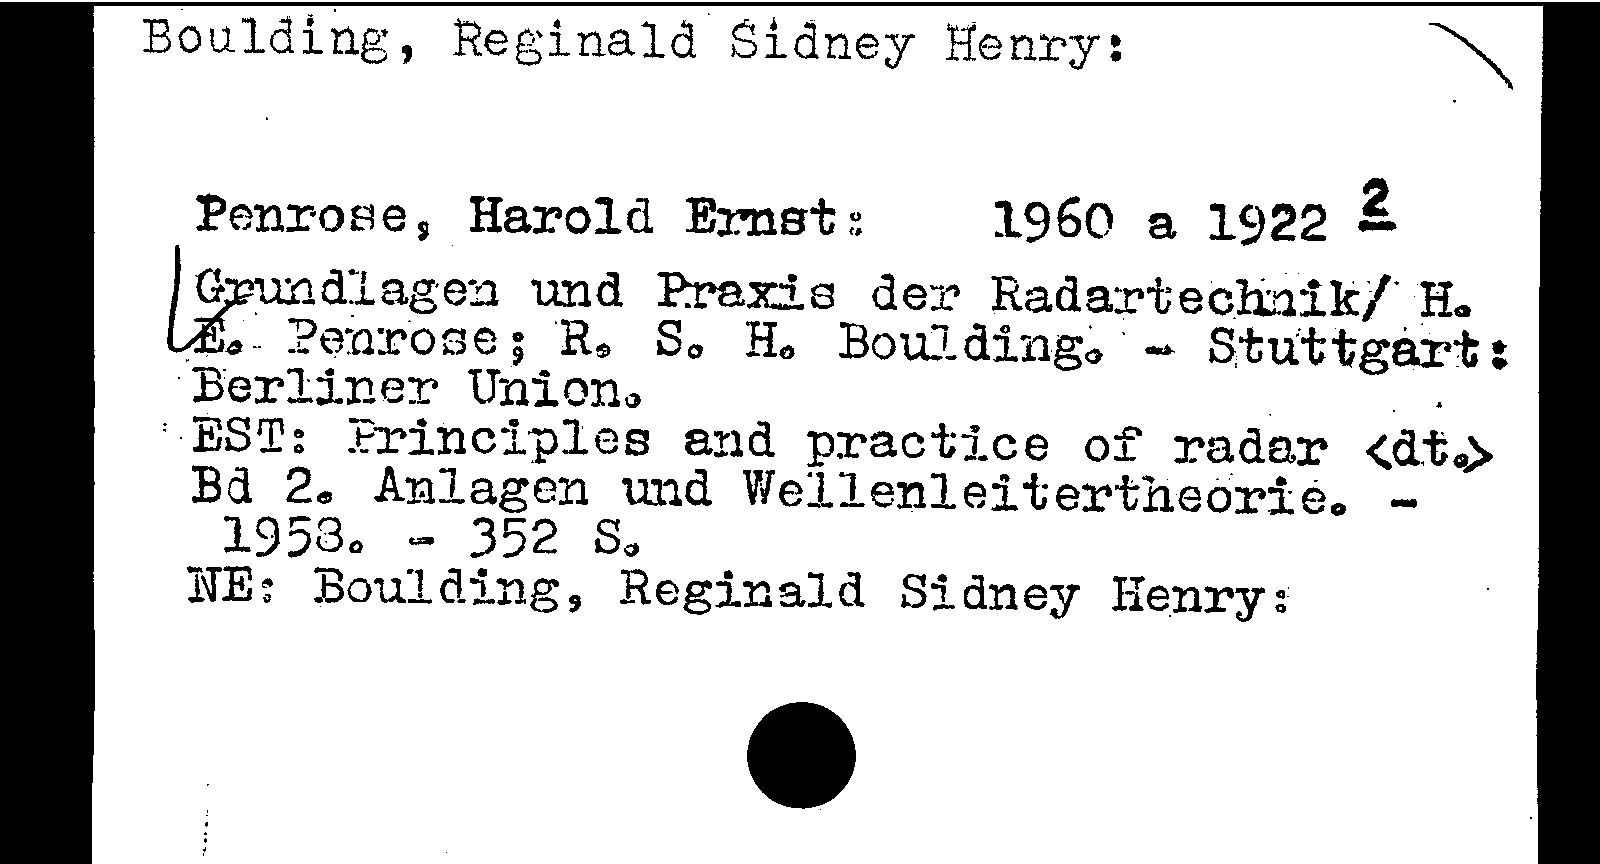 Boulding, Reginald Sidney Henry:
Penrose, Harold Ernst: 1960 a 1922 2
Grundlagen und Praxis der Radartechnik/ H.
E. Penrose; R. S. H. Boulding. - Stuttgart:
Berliner Union.
EST: Principles and practice of radar <dt.>
Bd 2. Anlagen und Wellenleitertheorie. -
1958. - 352 S.
NE: Boulding, Reginald Sidney Henry: